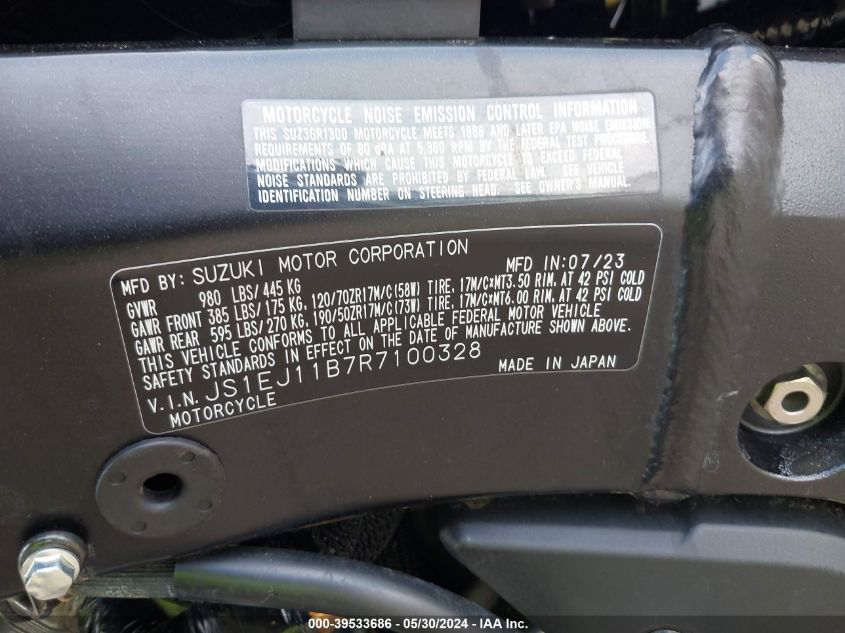 MOTORCYCLE NOISE EMISSION CONTROL INFORMATION
THIS SUZ3GR1300 MOTORCYCLE MEETS 1988 AND LATER EPA NOISE EMISSION
REQUIREMENTS OF 80 DBA AT 5,300 RPM BY THE FEDERAL TEST PROCEDURE.
MODIFICATIONS WHICH CAUSE THIS MOTORCYCLE TO EXCEED FEDERAL
NOISE STANDARDS ARE PROHIBITED BY FEDERAL LAW. SEE VEHICLE
IDENTIFICATION NUMBER ON STEERING HEAD. SEE OWNER'S MANUAL.
MFD BY: SUZUKI MOTOR CORPORATION MFD IN: 07/23
GVWR 980 LBS/ 445 KG
GAWR FRONT 385 LBS/ 175 KG, 120/70ZR17M/C(58W) TIRE, 17M/C×MT3.50 RIM, AT 42 PSI COLD
GAWR REAR 595 LBS/ 270 KG, 190/50ZR17M/C(73W) TIRE, 17M/C×MT6.00 RIM, AT 42 PSI COLD
THIS VEHICLE CONFORMS TO ALL APPLICABLE FEDERAL MOTOR VEHICLE
SAFETY STANDARDS IN EFFECT ON THE DATE OF MANUFACTURE SHOWN ABOVE.
V.I.N. JS1EJ11B7R7100328 MADE IN JAPAN
MOTORCYCLE
000-39533686 - 05/30/2024 - IAA Inc.